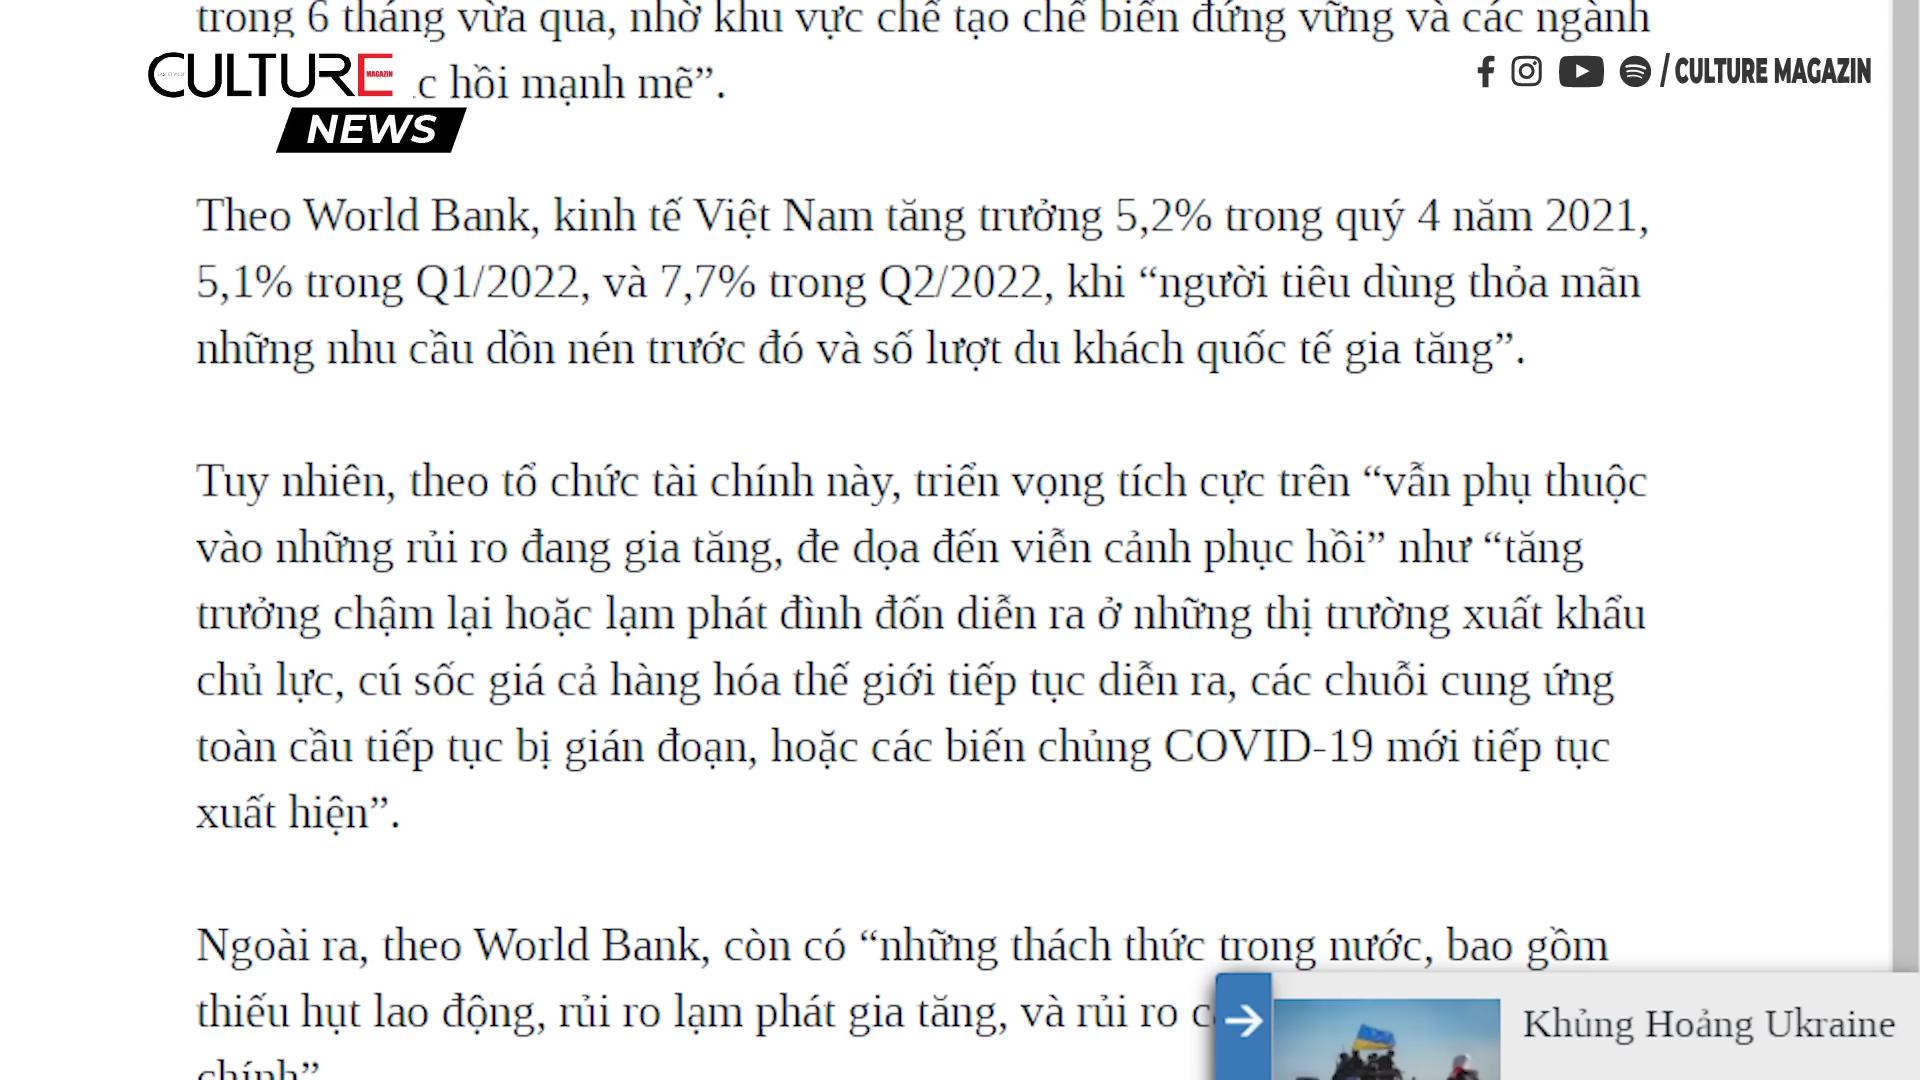 trong 6 tháng vừa qua, nhờ khu vực chế tạo chế biến đứng vững và các ngành
CULTURE
MAGAZIN
hồi mạnh mẽ”.
/ CULTURE MAGAZIN
NEWS
Theo World Bank, kinh tế Việt Nam tăng trưởng 5,2% trong quý 4 năm 2021,
5,1% trong Q1/2022, và 7,7% trong Q2/2022, khi “người tiêu dùng thỏa mãn
những nhu cầu dồn nén trước đó và số lượt du khách quốc tế gia tăng”.
Tuy nhiên, theo tổ chức tài chính này, triển vọng tích cực trên “vẫn phụ thuộc
vào những rủi ro đang gia tăng, đe dọa đến viễn cảnh phục hồi” như “tăng
trưởng chậm lại hoặc lạm phát đình đốn diễn ra ở những thị trường xuất khẩu
chủ lực, cú sốc giá cả hàng hóa thế giới tiếp tục diễn ra, các chuỗi cung ứng
toàn cầu tiếp tục bị gián đoạn, hoặc các biến chủng COVID-19 mới tiếp tục
xuất hiện”.
Ngoài ra, theo World Bank, còn có “những thách thức trong nước, bao gồm
thiếu hụt lao động, rủi ro lạm phát gia tăng, và rủi ro
chính”
Khủng Hoảng Ukraine